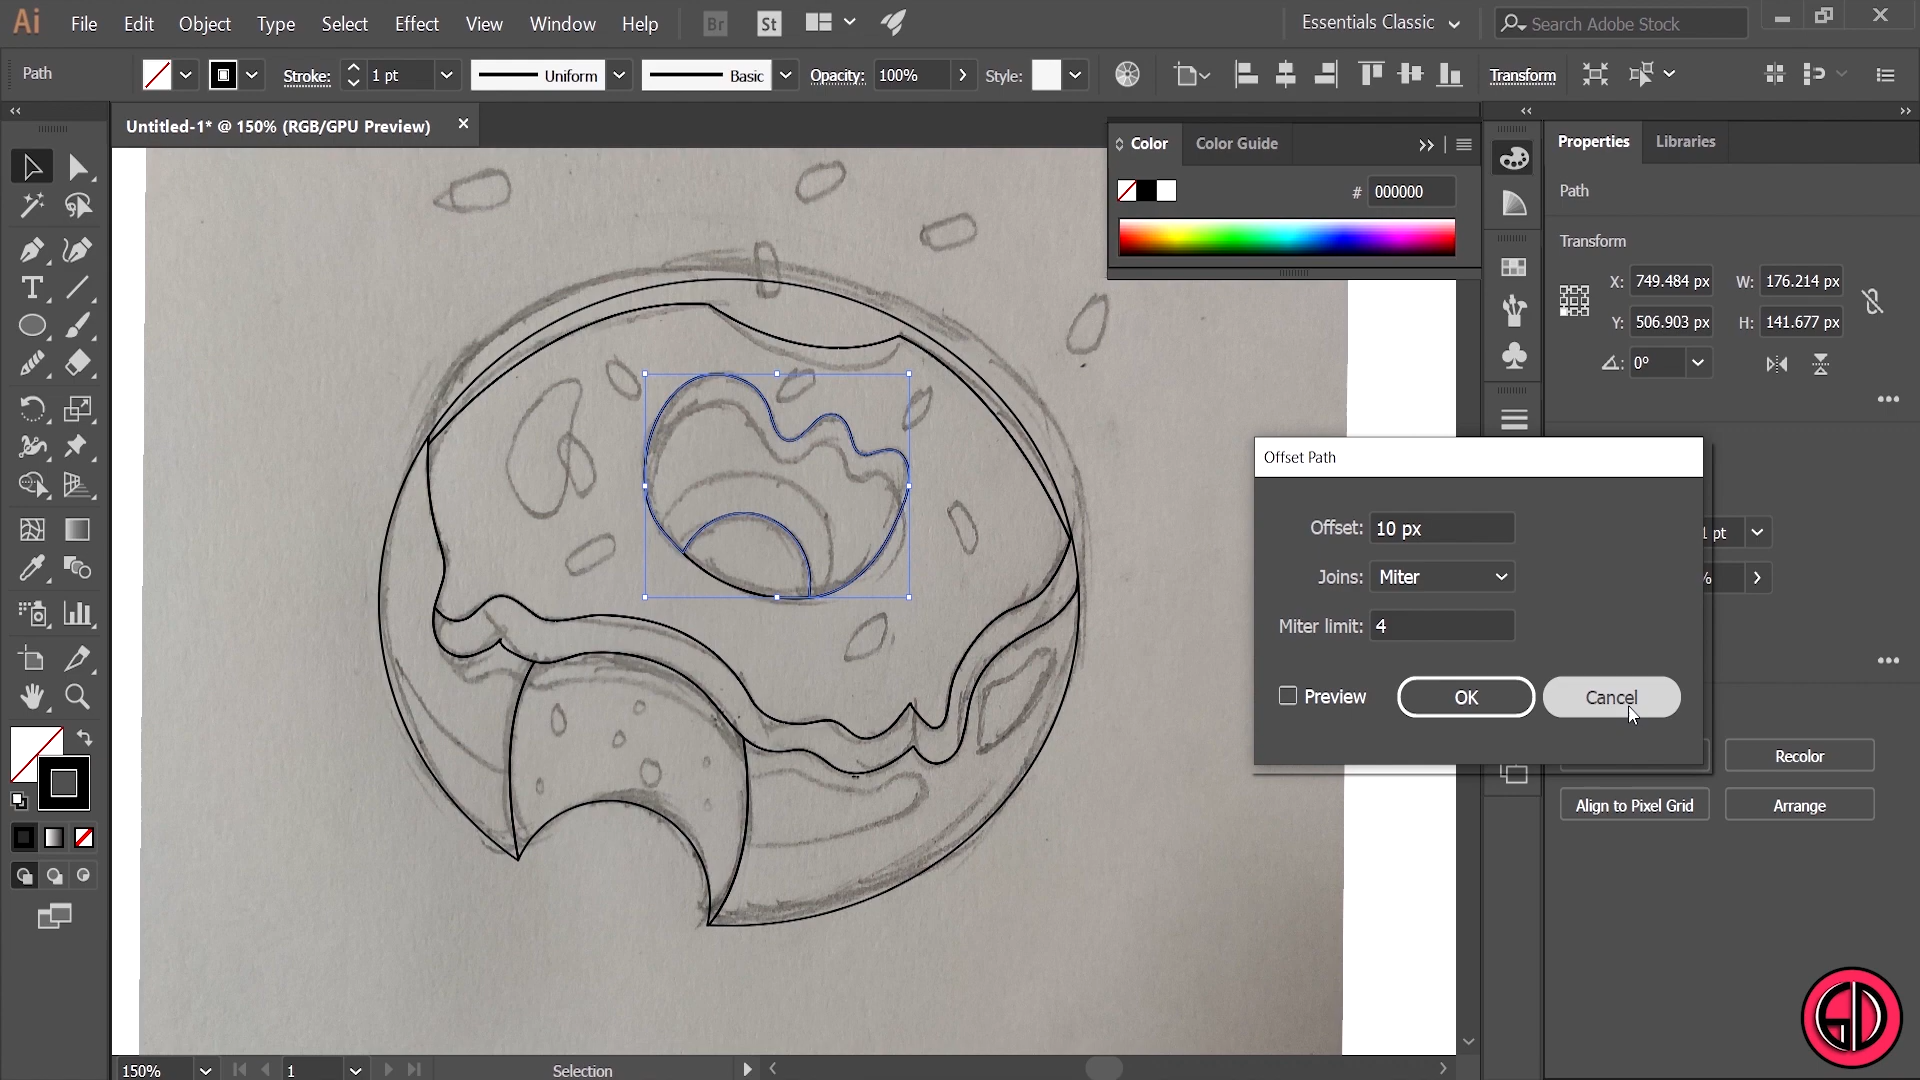 Ai File Edit Object Type Select Effect View Window Help Br St Essentials Classic Search Adobe Stock
Path Stroke: 1 pt Uniform Basic Opacity: 100% Style: Transform
Untitled-1* @ 150% (RGB/GPU Preview)
Color Color Guide
# 000000
Properties Libraries
Path
Transform
X: 749.484 px W: 176.214 px
Y: 506.903 px H: 141.677 px
0°
Offset Path
Offset: 10 px
Joins: Miter
Miter limit: 4
Preview OK Cancel
1 pt
%
Recolor
Align to Pixel Grid Arrange
150% 1 Selection